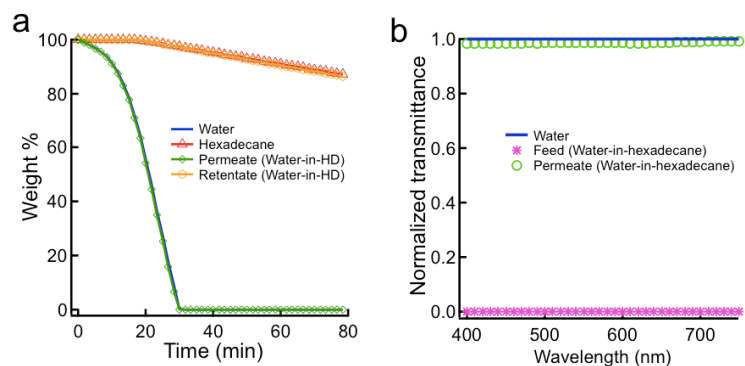 a
100
80
60
40
20
0
Weight %
Water
Hexadecane
Permeate (Water-in-HD)
Retentate (Water-in-HD)
0 20 40 60 80
Time (min)
b
1.0
0.8
0.6
0.4
0.2
0.0
Normalized transmittance
Water
Feed (Water-in-hexadecane)
Permeate (Water-in-hexadecane)
400 500 600 700
Wavelength (nm)